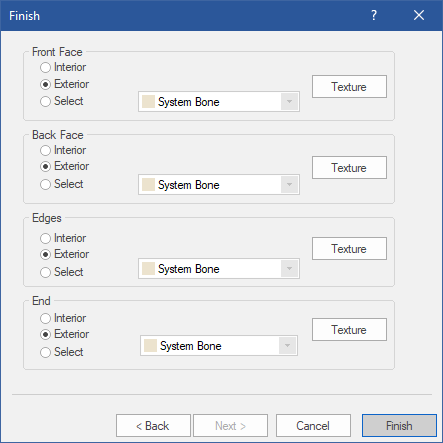 Finish ?
Front Face
Interior
Exterior
Select
System Bone
Texture
Back Face
Interior
Exterior
Select
System Bone
Texture
Edges
Interior
Exterior
Select
System Bone
Texture
End
Interior
Exterior
Select
System Bone
Texture
< Back Next > Cancel Finish